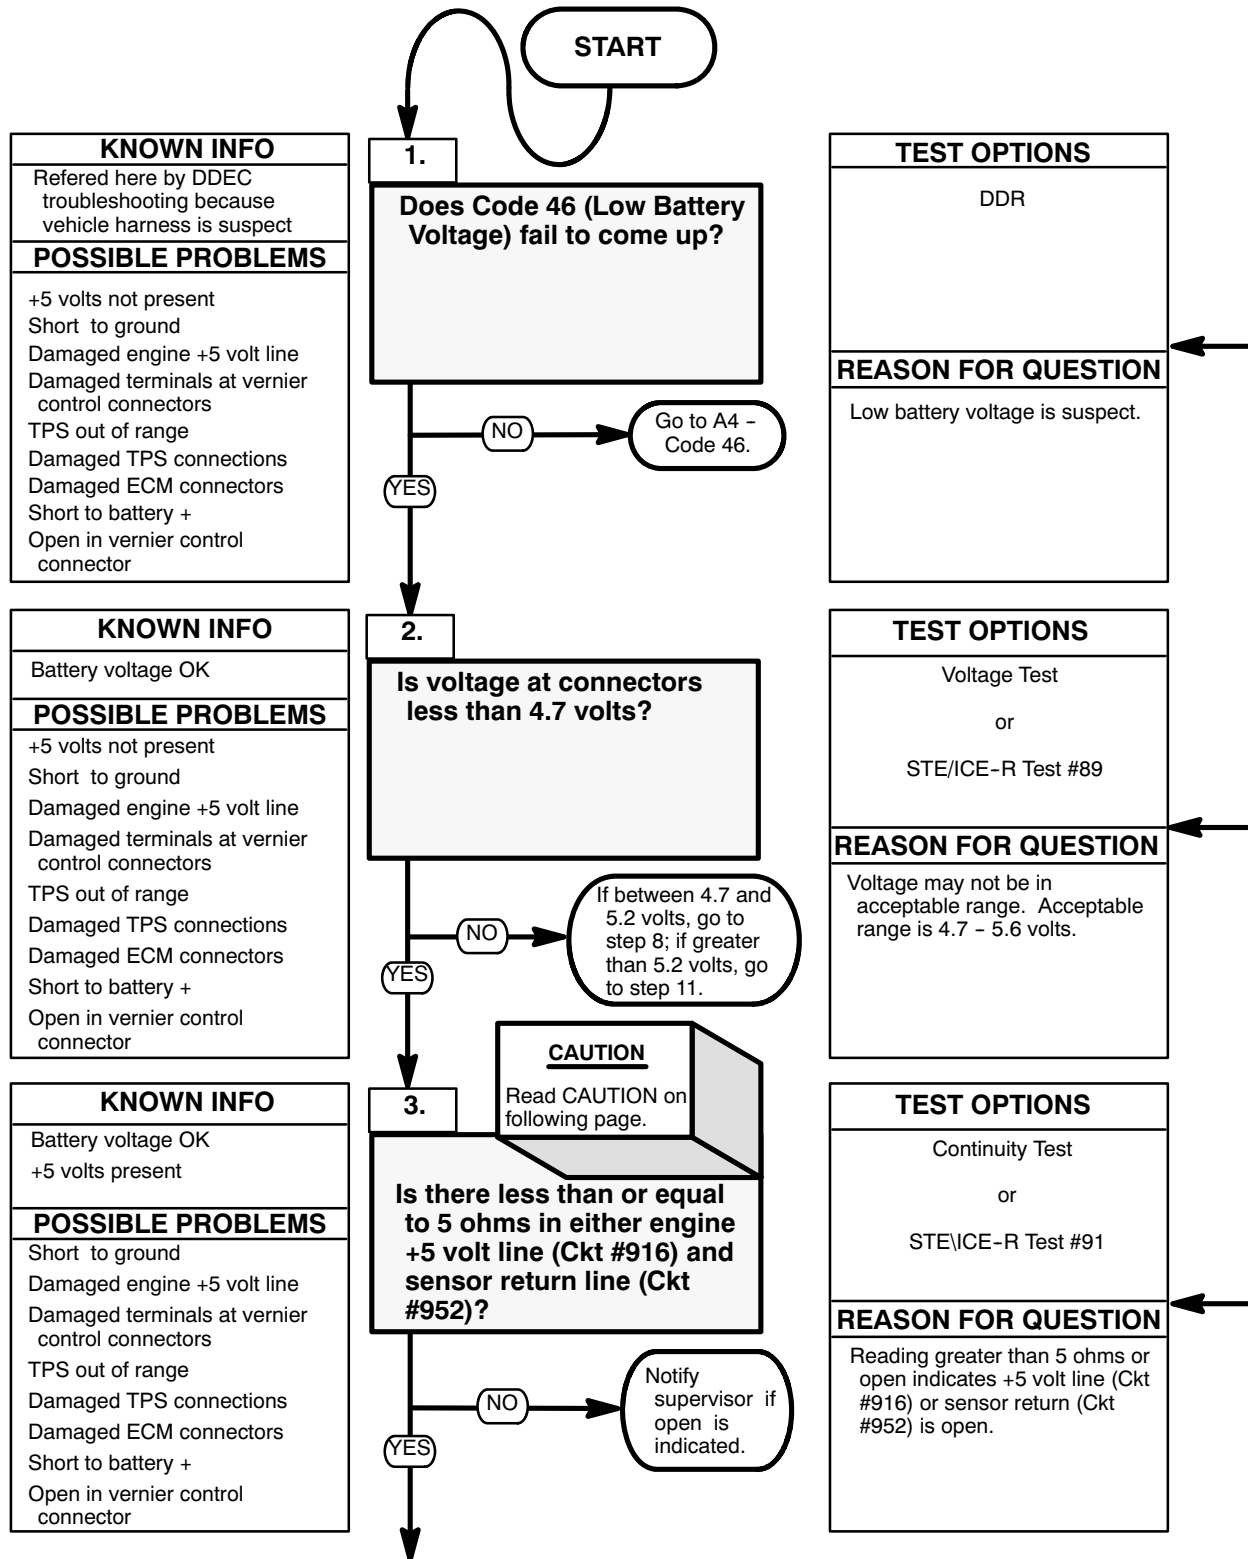 START
KNOWN INFO
Refered here by DDEC
troubleshooting because
vehicle harness is suspect
POSSIBLE PROBLEMS
+5 volts not present
Short to ground
Damaged engine +5 volt line
Damaged terminals at vernier
control connectors
TPS out of range
Damaged TPS connections
Damaged ECM connectors
Short to battery +
Open in vernier control
connector
1.
Does Code 46 (Low Battery
Voltage) fail to come up?
NO
Go to A4 -
Code 46.
YES
TEST OPTIONS
DDR
REASON FOR QUESTION
Low battery voltage is suspect.
KNOWN INFO
Battery voltage OK
POSSIBLE PROBLEMS
+5 volts not present
Short to ground
Damaged engine +5 volt line
Damaged terminals at vernier
control connectors
TPS out of range
Damaged TPS connections
Damaged ECM connectors
Short to battery +
Open in vernier control
connector
2.
Is voltage at connectors
less than 4.7 volts?
NO
If between 4.7 and
5.2 volts, go to
step 8; if greater
than 5.2 volts, go
to step 11.
YES
TEST OPTIONS
Voltage Test
or
STE/ICE-R Test #89
REASON FOR QUESTION
Voltage may not be in
acceptable range. Acceptable
range is 4.7 - 5.6 volts.
KNOWN INFO
Battery voltage OK
+5 volts present
POSSIBLE PROBLEMS
Short to ground
Damaged engine +5 volt line
Damaged terminals at vernier
control connectors
TPS out of range
Damaged TPS connections
Damaged ECM connectors
Short to battery +
Open in vernier control
connector
CAUTION
Read CAUTION on
following page.
3.
Is there less than or equal
to 5 ohms in either engine
+5 volt line (Ckt #916) and
sensor return line (Ckt
#952)?
NO
Notify
supervisor if
open is
indicated.
YES
TEST OPTIONS
Continuity Test
or
STE\ICE-R Test #91
REASON FOR QUESTION
Reading greater than 5 ohms or
open indicates +5 volt line (Ckt
#916) or sensor return (Ckt
#952) is open.